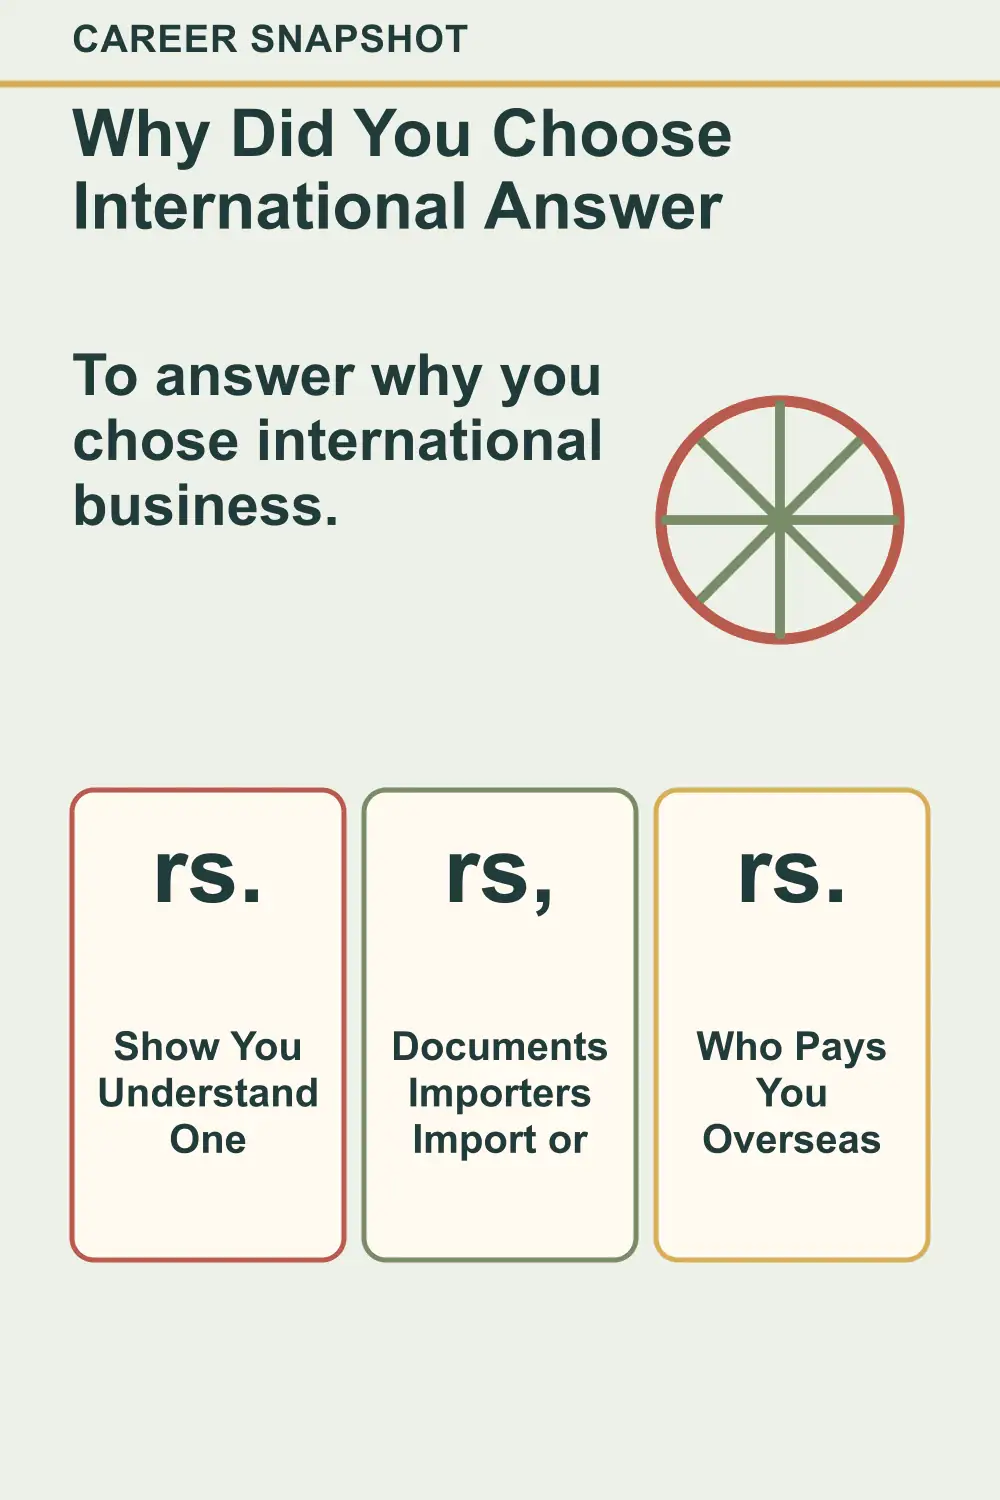 CAREER SNAPSHOT
Why Did You Choose
International Answer
To answer why you
chose international
business.
rs.
Show You
Understand
One
rs,
Documents
Importers
Import or
rs.
Who Pays
You
Overseas